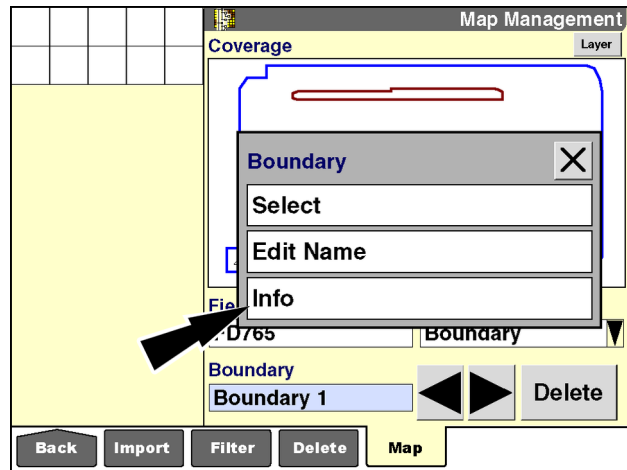 Map Management
Coverage
Layer
Boundary
Select
Edit Name
Info
Boundary
Boundary
Boundary 1
Delete
Back
Import
Filter
Delete
Map